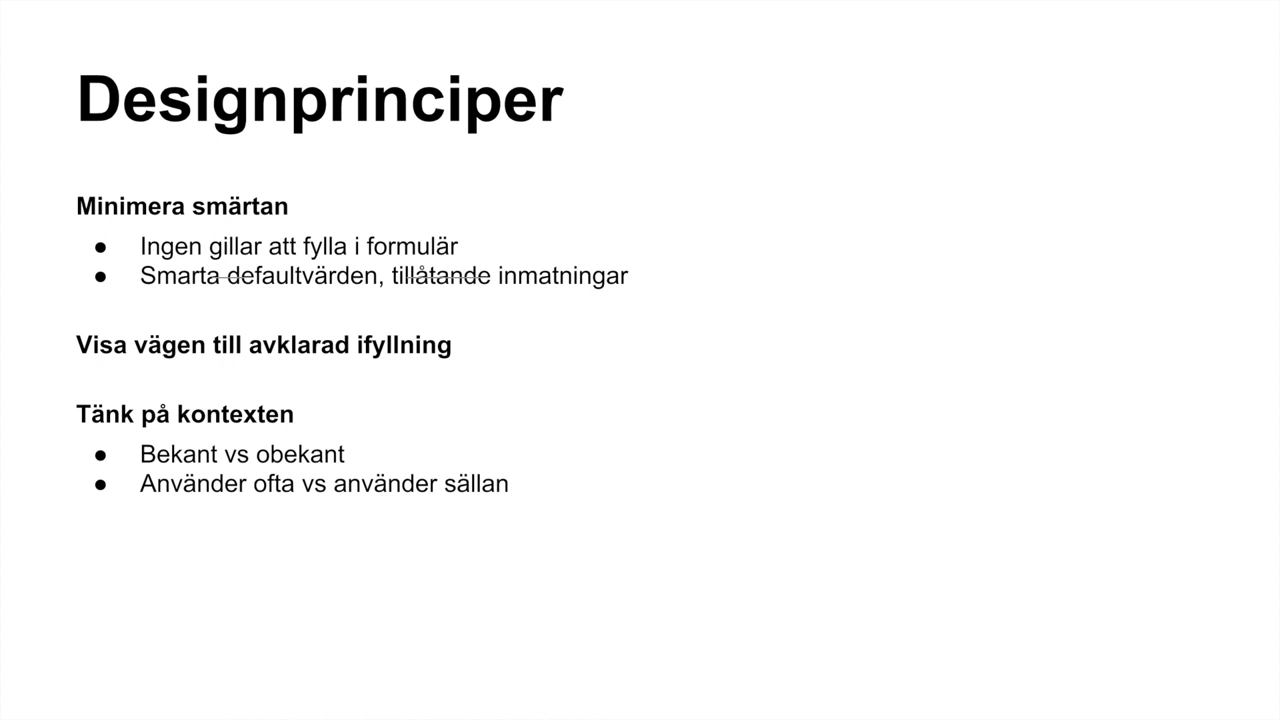 Designprinciper
Minimera smärtan
● Ingen gillar att fylla i formulär
● Smarta defaultvärden, tillåtande inmatningar
Visa vägen till avklarad ifyllning
Tänk på kontexten
● Bekant vs obekant
● Använder ofta vs använder sällan